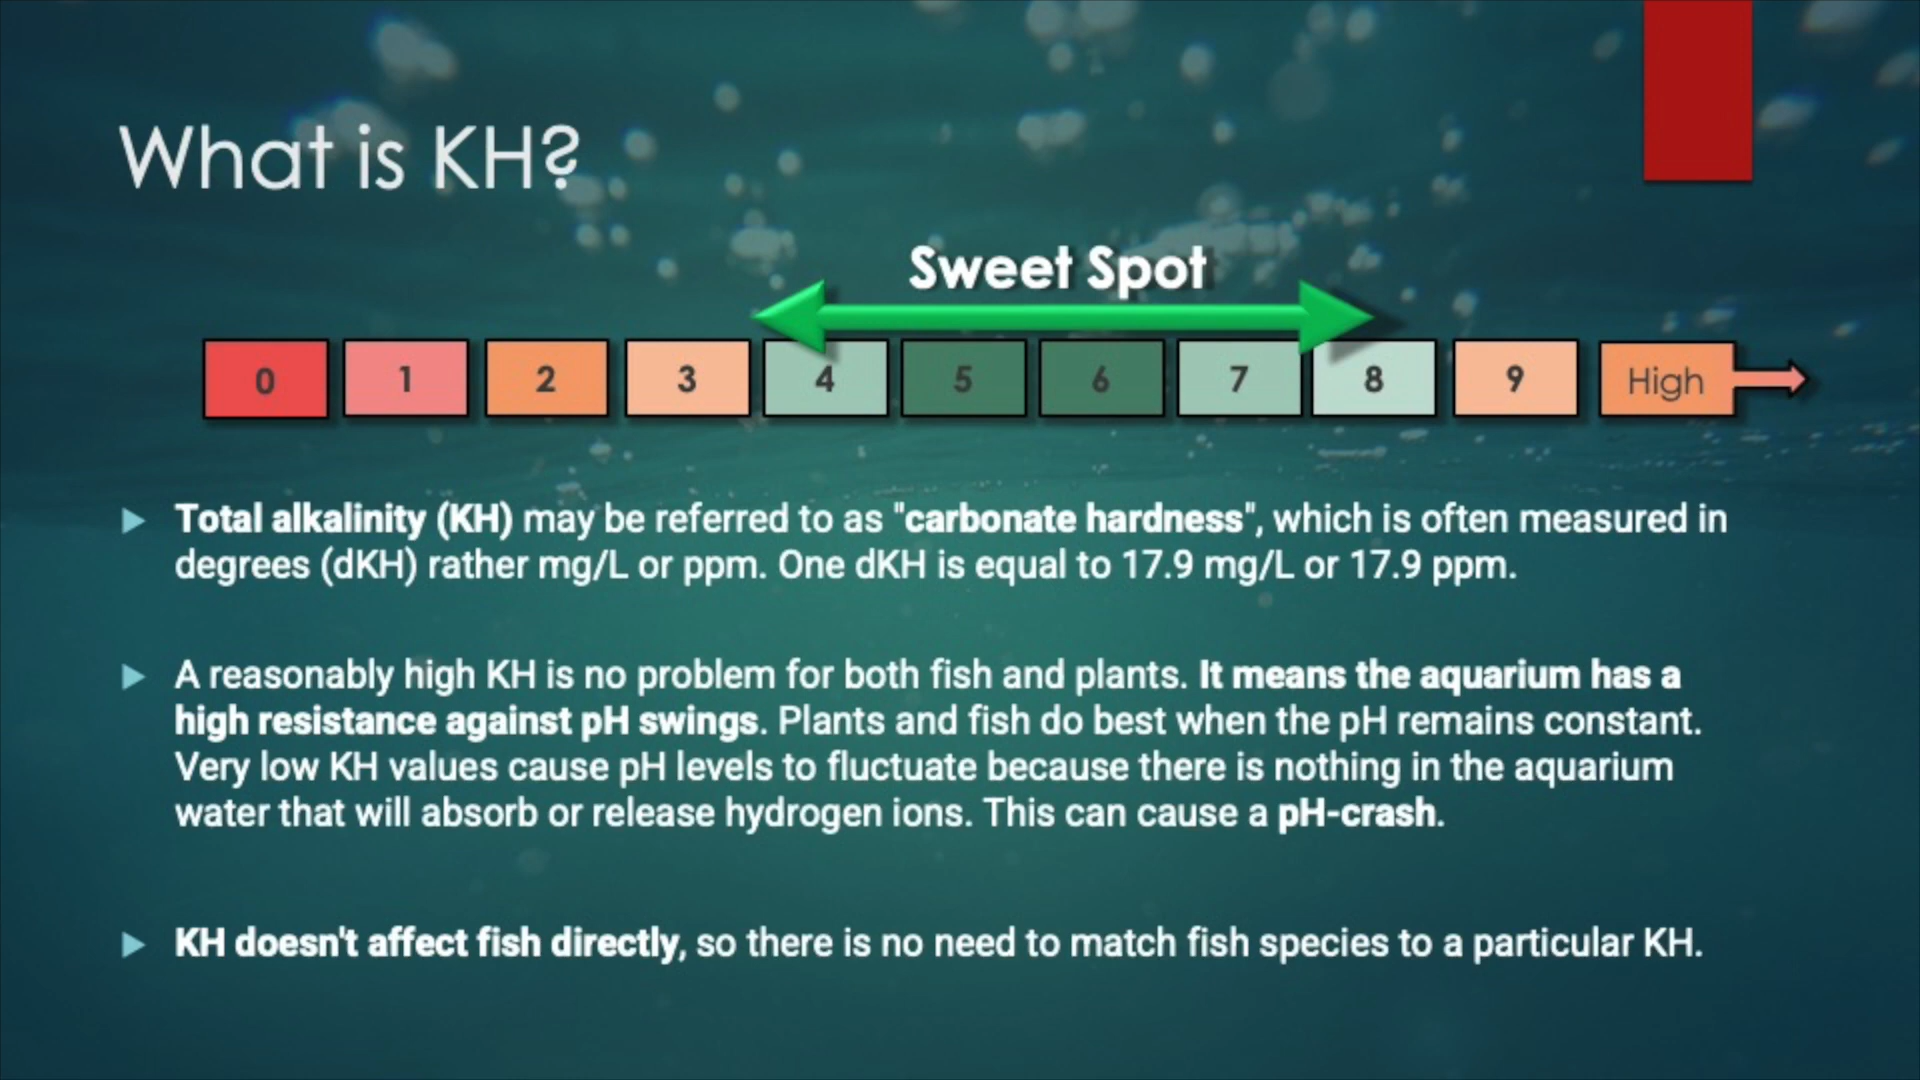 What is KH?
Sweet Spot
0 1 2 3 4 5 6 7 8 9 High
Total alkalinity (KH) may be referred to as "carbonate hardness", which is often measured in
degrees (dKH) rather mg/L or ppm. One dKH is equal to 17.9 mg/L or 17.9 ppm.
A reasonably high KH is no problem for both fish and plants. It means the aquarium has a
high resistance against pH swings. Plants and fish do best when the pH remains constant.
Very low KH values cause pH levels to fluctuate because there is nothing in the aquarium
water that will absorb or release hydrogen ions. This can cause a pH-crash.
KH doesn't affect fish directly, so there is no need to match fish species to a particular KH.